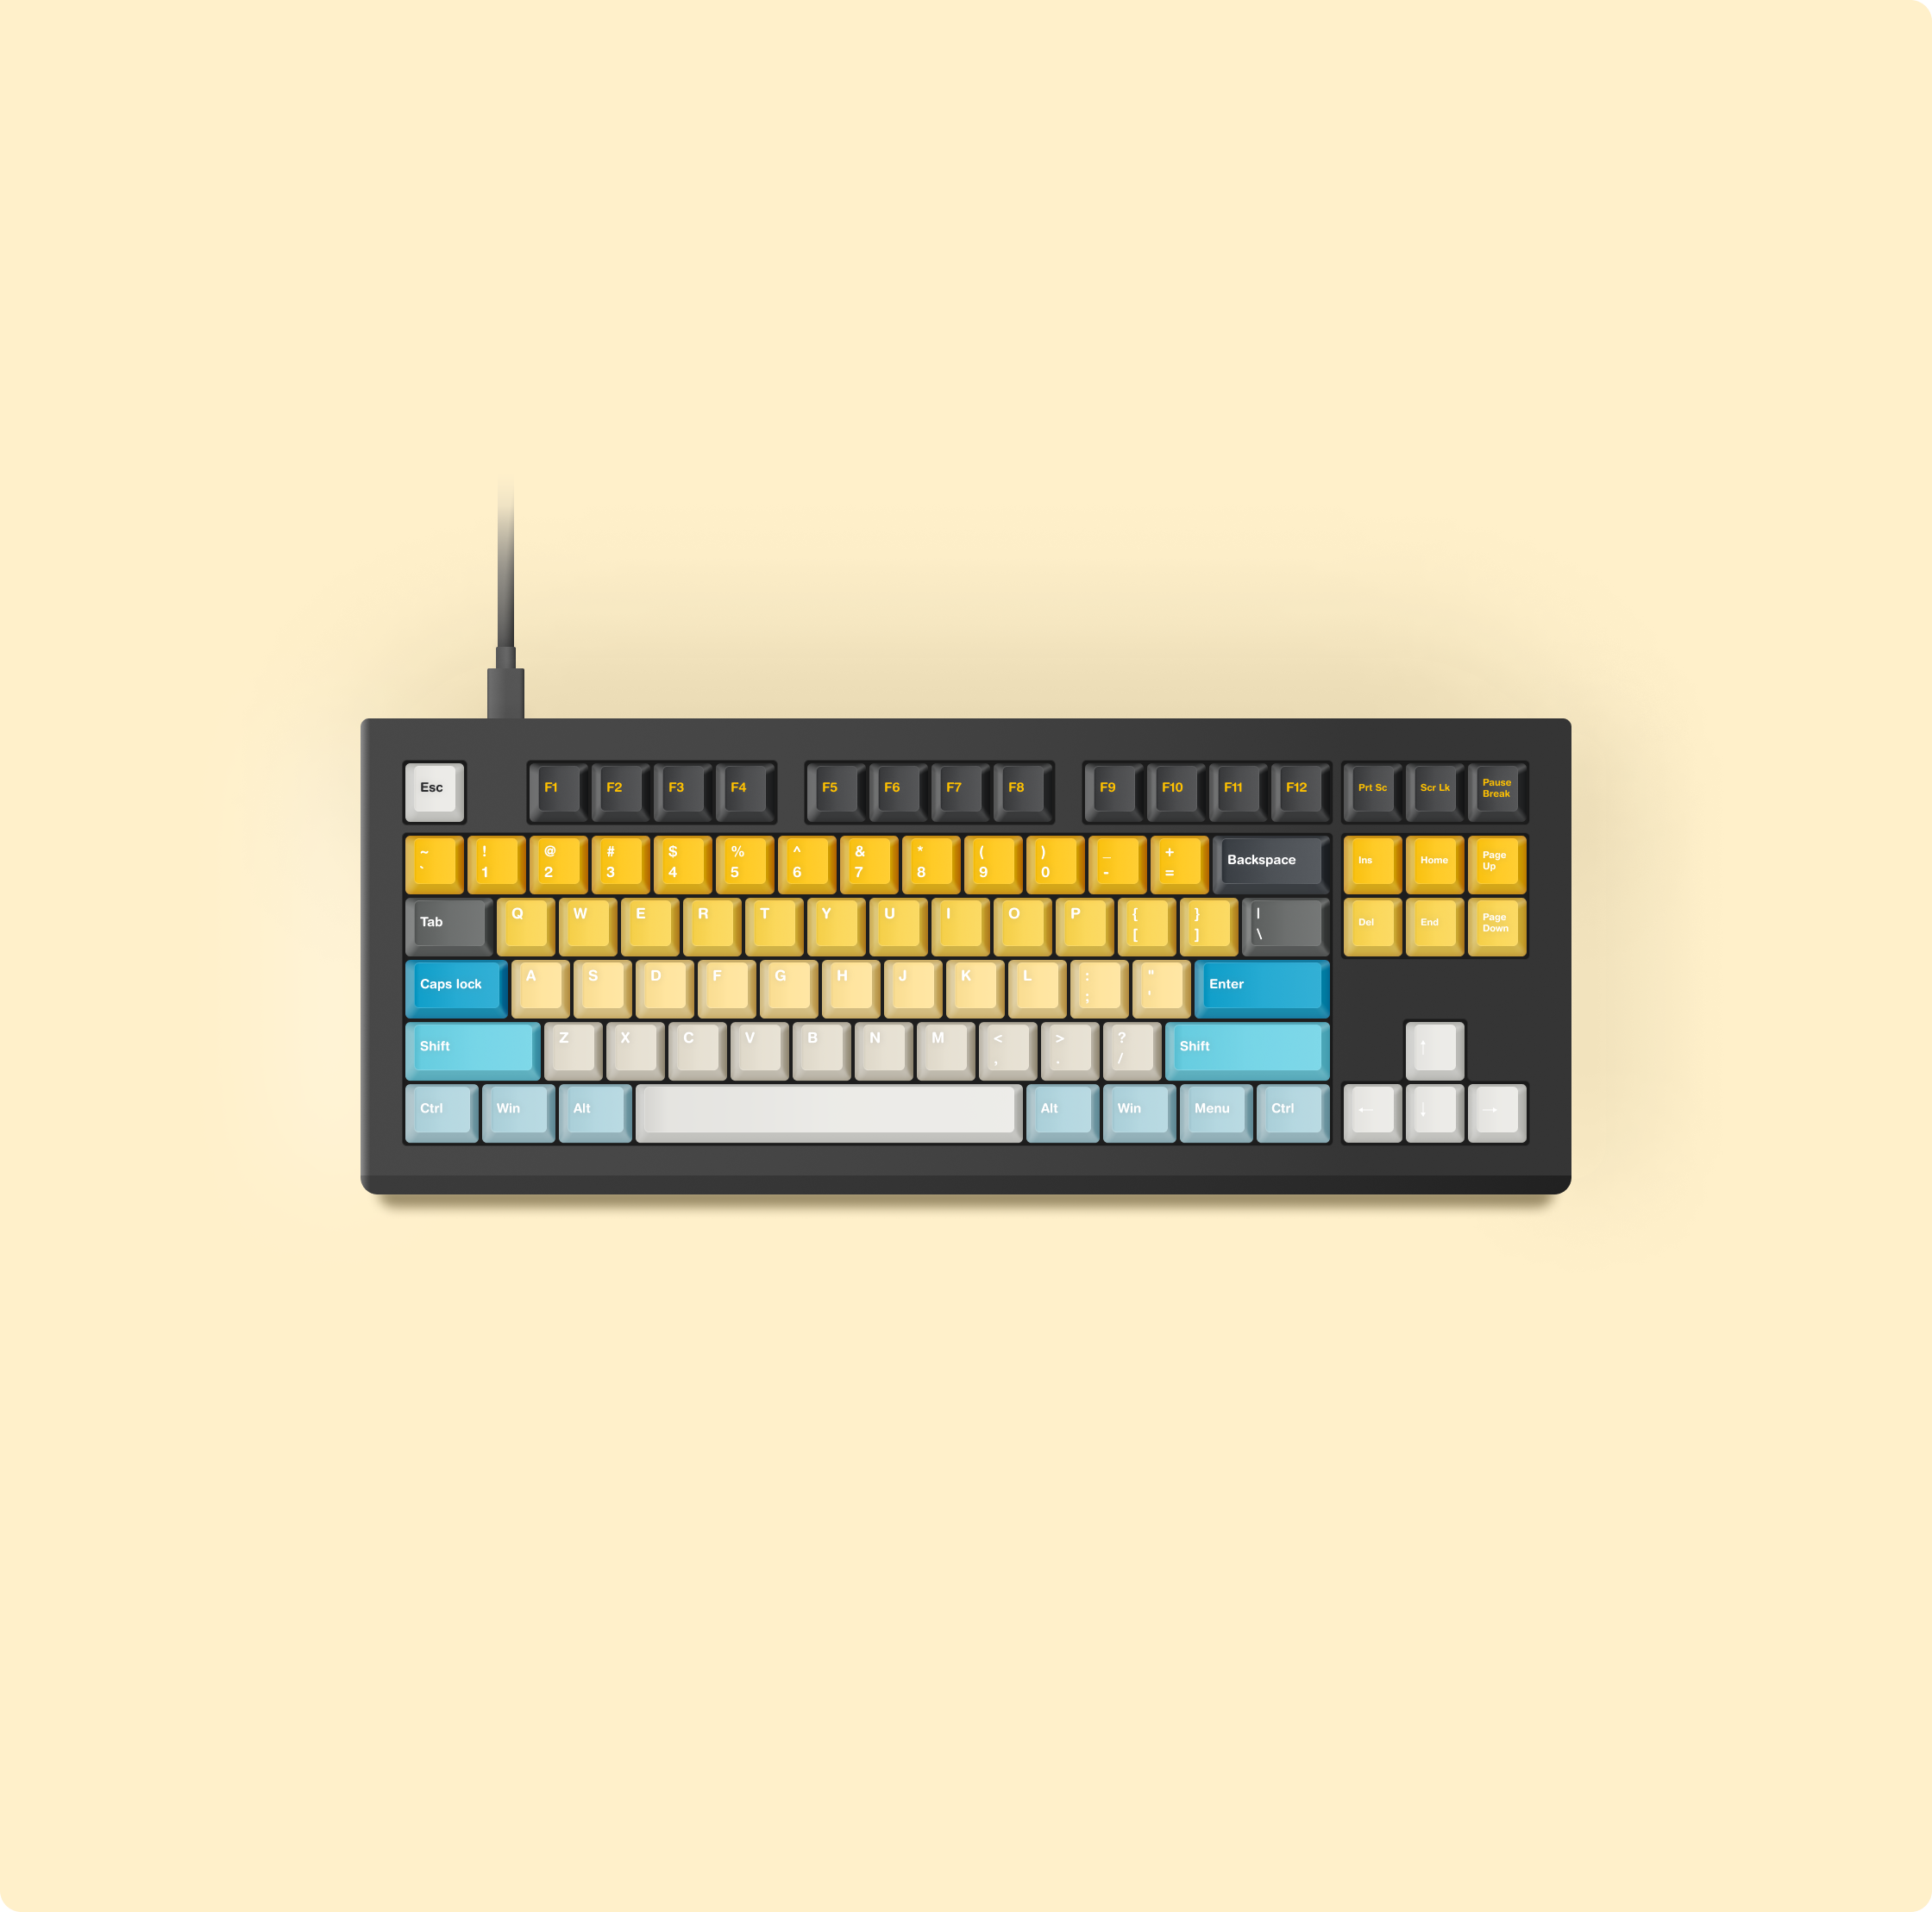 Esc F1 F2 F3 F4 F5 F6 F7 F8 F9 F10 F11 F12 Prt Sc Scr Lk Pause
Break
~ ! @ # $ % ^ & * ( ) _ +
` 1 2 3 4 5 6 7 8 9 0 - = Backspace Ins Home Page
Up
Tab Q W E R T Y U I O P { } |
[ ] \ Del End Page
Down
Caps lock A S D F G H J K L : " Enter
; '
Shift Z X C V B N M < > ? Shift ↑
, . /
Ctrl Win Alt Alt Win Menu Ctrl ← ↓ →